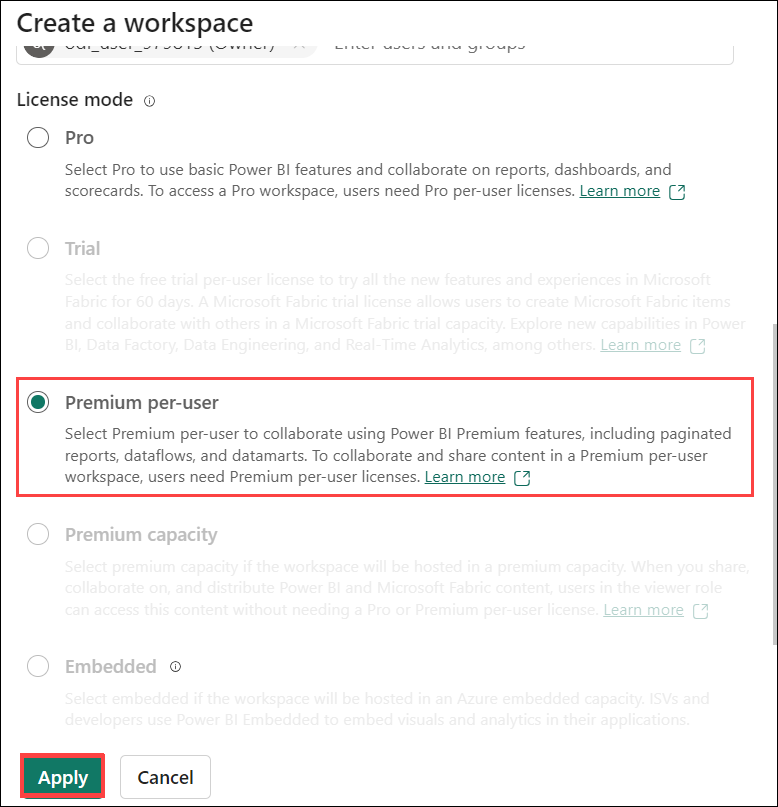 Create a workspace
(Owner)
Enter users and groups
License mode
Pro
Select Pro to use basic Power BI features and collaborate on reports, dashboards, and
scorecards. To access a Pro workspace, users need Pro per-user licenses. Learn more
Trial
Select the free trial per-user license to try all the new features and experiences in Microsoft
Fabric for 60 days. A Microsoft Fabric trial license allows users to create Microsoft Fabric items
and collaborate with others in a Microsoft Fabric trial capacity. Explore new capabilities in Power
BI, Data Factory, Data Engineering, and Real-Time Analytics, among others. Learn more
Premium per-user
Select Premium per-user to collaborate using Power BI Premium features, including paginated
reports, dataflows, and datamarts. To collaborate and share content in a Premium per-user
workspace, users need Premium per-user licenses. Learn more
Premium capacity
Select premium capacity if the workspace will be hosted in a premium capacity. When you share,
collaborate on, and distribute Power BI and Microsoft Fabric content, users in the viewer role
can access this content without needing a Pro or Premium per-user license. Learn more
Embedded
Select embedded if the workspace will be hosted in an Azure embedded capacity. ISVs and
developers use Power BI Embedded to embed visuals and analytics in their applications.
Apply
Cancel